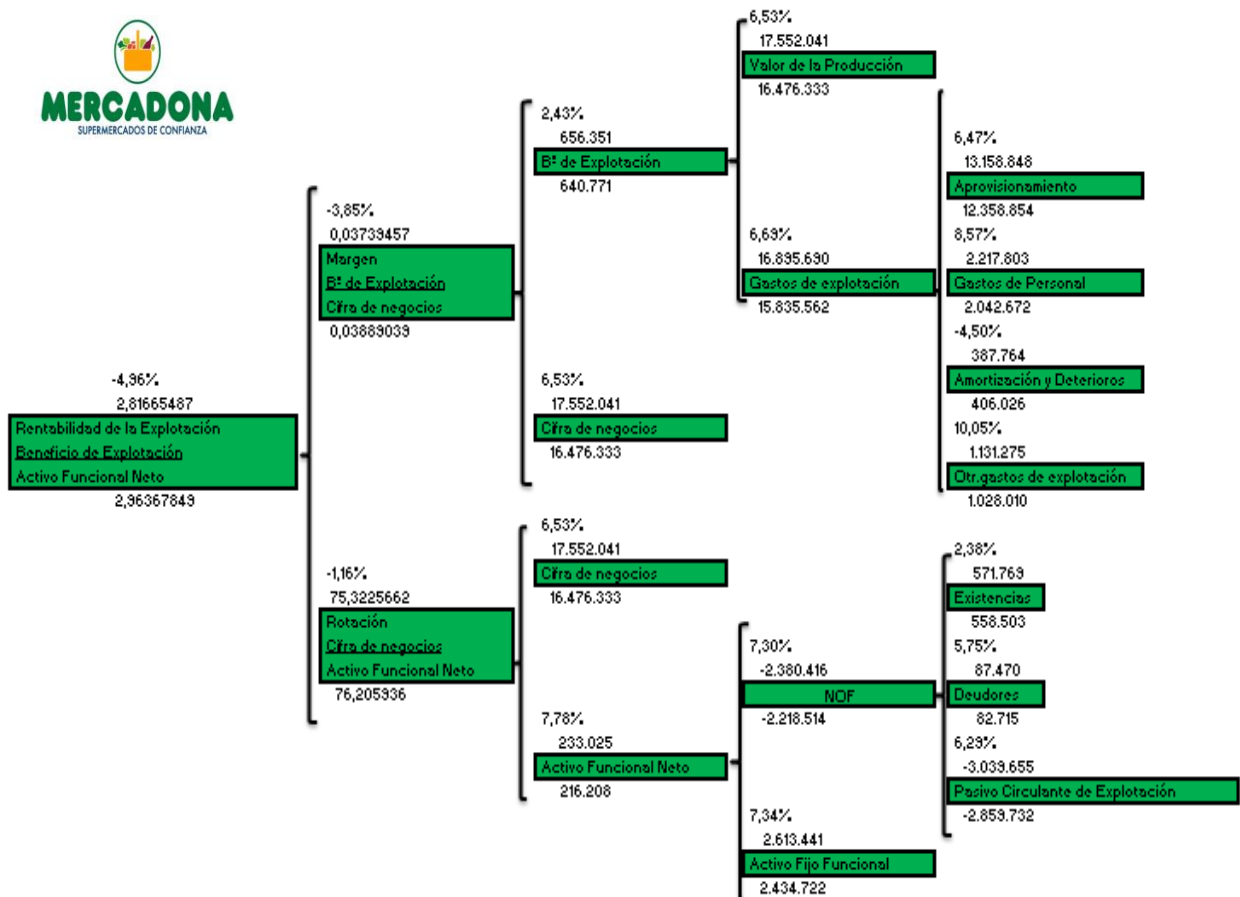 MERCADONA
SUPERMERCADOS DE CONFIANZA
-4,96%
2,81665487
Rentabilidad de la Explotación
Beneficio de Explotación
Activo Funcional Neto
2,96367849
-3,85%
0,03739457
Margen
Bº de Explotación
Cifra de negocios
0,03889039
-1,16%
75,3225662
Rotación
Cifra de negocios
Activo Funcional Neto
76,205936
2,43%
656.351
Bº de Explotación
640.771
6,53%
17.552.041
Cifra de negocios
16.476.333
6,53%
17.552.041
Cifra de negocios
16.476.333
7,78%
233.025
Activo Funcional Neto
216.208
6,53%
17.552.041
Valor de la Producción
16.476.333
6,69%
16.895.690
Gastos de explotación
15.835.562
7,30%
-2.380.416
NOF
-2.218.514
7,34%
2.613.441
Activo Fijo Funcional
2.434.722
6,47%
13.158.848
Aprovisionamiento
12.358.854
8,57%
2.217.803
Gastos de Personal
2.042.672
-4,50%
387.764
Amortización y Deterioros
406.026
10,05%
1.131.275
Otr.gastos de explotación
1.028.010
2,38%
571.769
Existencias
558.503
5,75%
87.470
Deudores
82.715
6,29%
-3.039.655
Pasivo Circulante de Explotación
-2.859.732